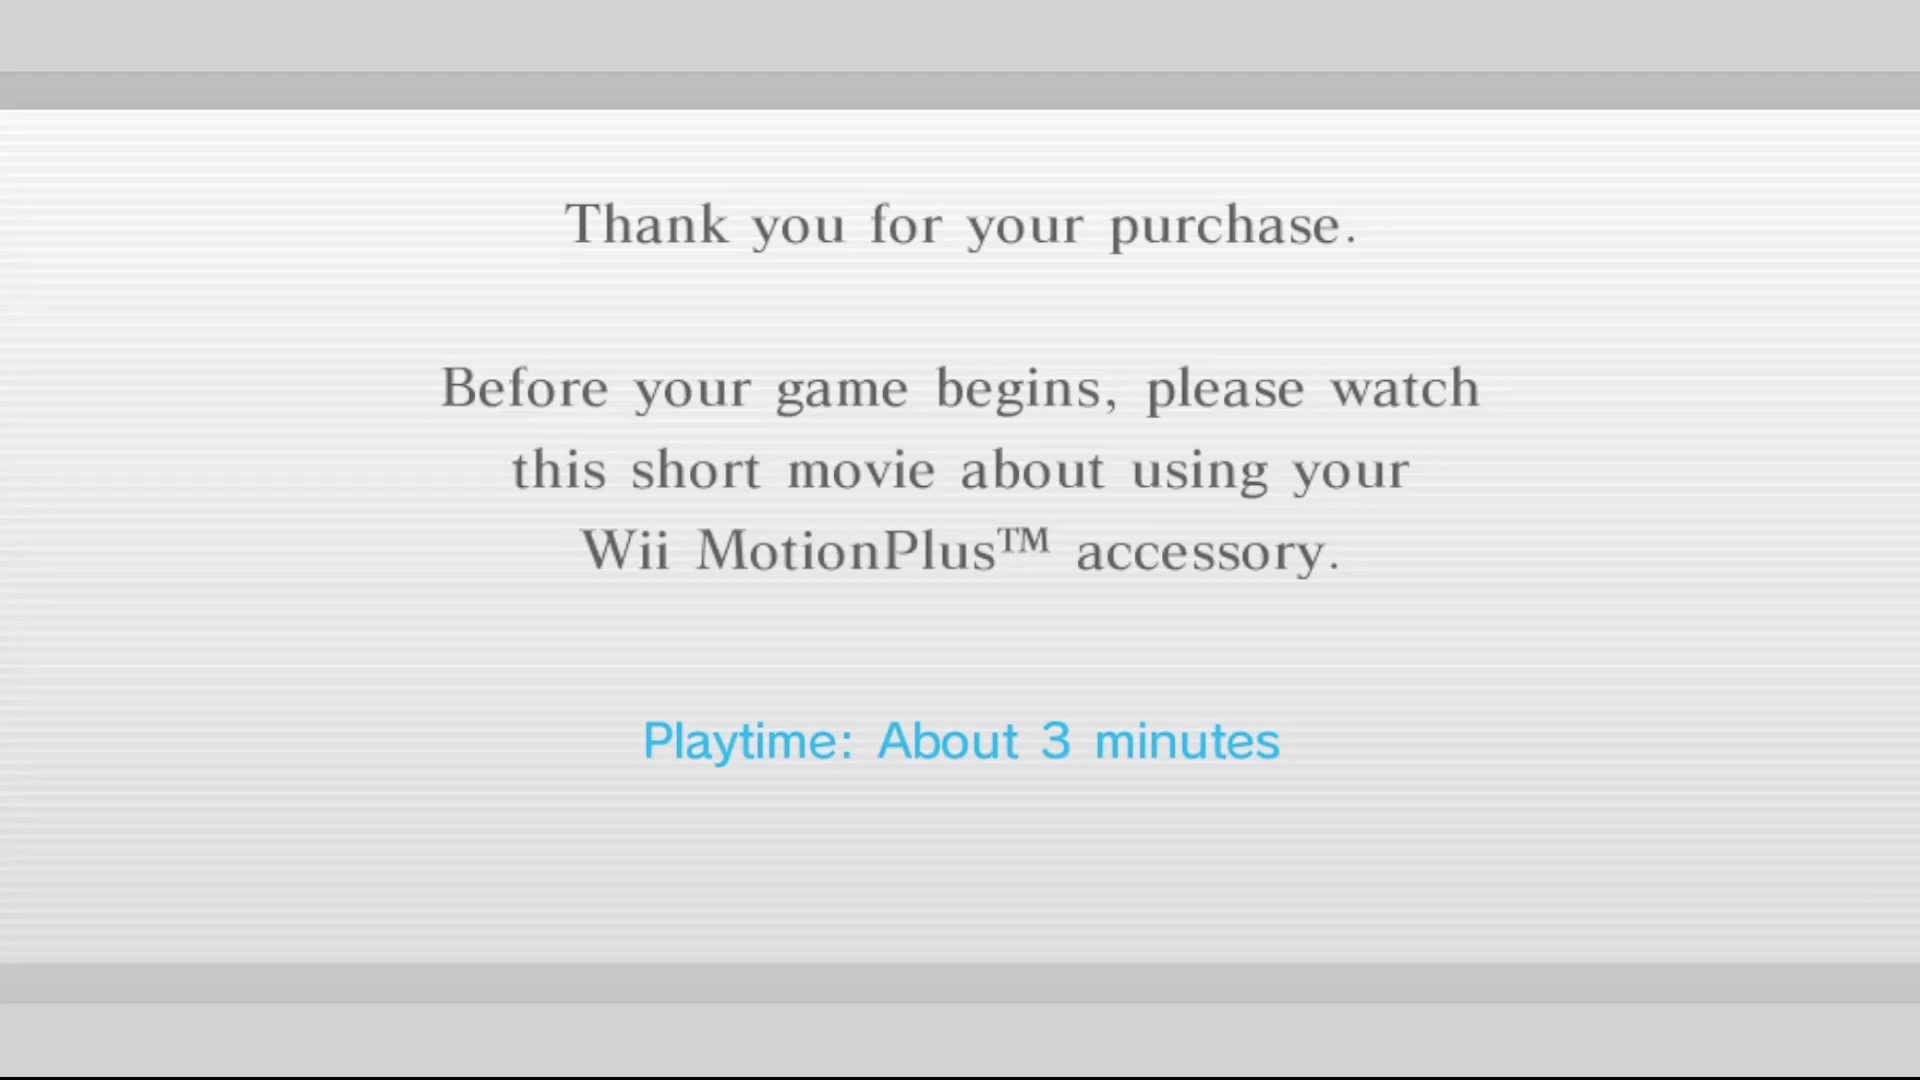 Thank you for your purchase.
Before your game begins, please watch
this short movie about using your
Wii MotionPlus™ accessory.
Playtime: About 3 minutes